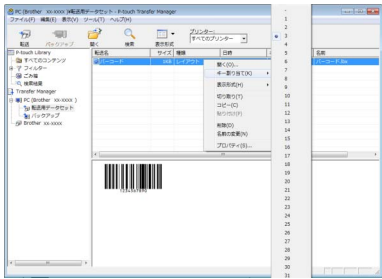 PC (Brother xx-xxxx )#転送用データセット - P-touch Transfer Manager
ファイル(F) 編集(E) 表示(V) ツール(T) ヘルプ(H)
プリンター:
すべてのプリンター
転送
バックアップ
開く
検索
表示形式
P-touch Library
すべてのコンテンツ
フィルター
ごみ箱
検索結果
Transfer Manager
PC (Brother xx-xxxx )
転送用データセット
バックアップ
Brother xx-xxxx
転送名 サイズ 種類 日時 名前
バーコード レイアウト バーコード.lbx
開く(O)...
キー割り当て(K)
表示形式(H)
切り取り(T)
コピー(C)
貼り付け(P)
削除(D)
名前の変更(N)
プロパティ(S)...
-
1
2
3
4
5
6
7
8
9
10
11
12
13
14
15
16
17
18
19
20
21
22
23
24
25
26
27
28
29
30
31
1234567890